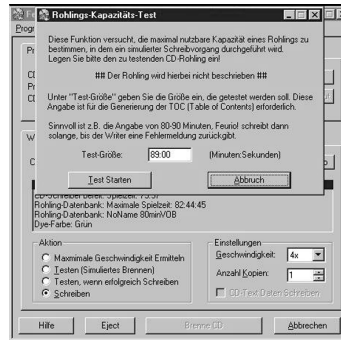 Rohlings-Kapazitäts-Test
Diese Funktion versucht, die maximal nutzbare Kapazität eines Rohlings zu
bestimmen, in dem ein simulierter Schreibvorgang durchgeführt wird.
Legen Sie bitte den zu testenden CD-Rohling ein!
## Der Rohling wird hierbei nicht beschrieben ##
Unter "Test-Größe" geben Sie die Größe ein, die getestet werden soll. Diese
Angabe ist für die Generierung der TOC (Table of Contents) erforderlich.
Sinnvoll ist z.B. die Angabe von 80-90 Minuten, Feurio! schreibt dann
solange, bis der Writer eine Fehlermeldung zurückgibt.
Test-Größe: 89:00 (Minuten:Sekunden)
Test Starten Abbruch
Rohling-Datenbank: Maximale Spielzeit: 82:44:45
Rohling-Datenbank: NoName 80min/OB
Dye-Farbe: Grün
Aktion
Maxmimale Geschwindigkeit Ermitteln
Testen (Simuliertes Brennen)
Testen, wenn erfolgreich Schreiben
Schreiben
Einstellungen
Geschwindigkeit: 4x
Anzahl Kopien: 1
CD-Text Daten Schreiben
Hilfe Eject Brenne CD Abbrechen